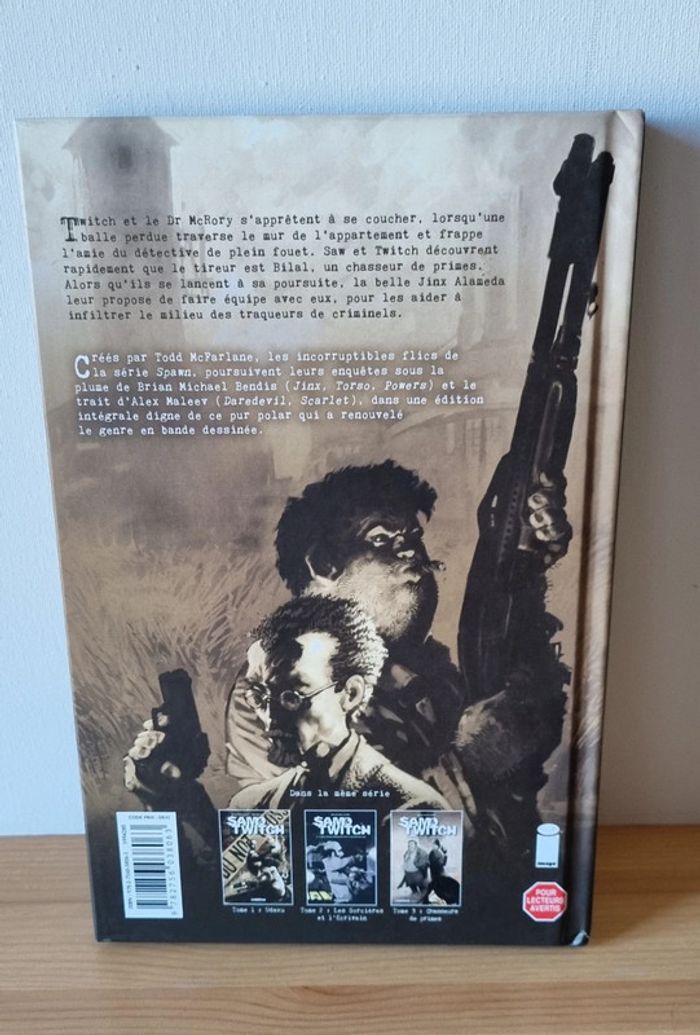 Twitch et le Dr McRory s'apprêtent à se coucher, lorsqu'une
balle perdue traverse le mur de l'appartement et frappe
l'amie du détective de plein fouet. Saw et Twitch découvrent
rapidement que le tireur est Bilal, un chasseur de primes.
Alors qu'ils se lancent à sa poursuite, la belle Jinx Alameda
leur propose de faire équipe avec eux, pour les aider à
infiltrer le milieu des traqueurs de criminels.
Créés par Todd McFarlane, les incorruptibles flics de
la série Spawn, poursuivent leurs enquêtes sous la
plume de Brian Michael Bendis (Jinx, Torso, Powers) et le
trait d'Alex Maleev (Daredevil, Scarlet), dans une édition
intégrale digne de ce pur polar qui a renouvelé
le genre en bande dessinée.
Dans la même série
SAM & TWITCH
SAM & TWITCH
SAM & TWITCH
Tome 1 : Udaku
Tome 2 : Les Sorcières
et l'Écrivain
Tome 3 : Chasseurs
de primes
9 782756 038063
image
POUR
LECTEURS
AVERTIS